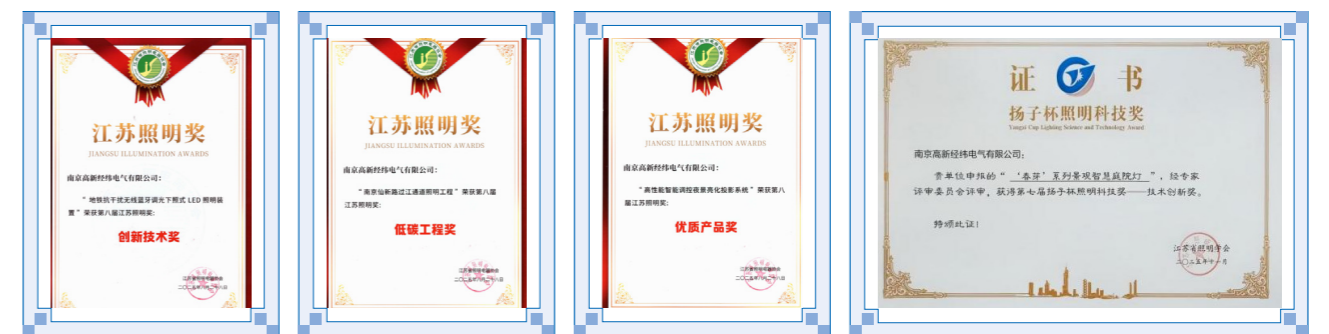 江苏照明奖
JIANGSU ILLUMINATION AWARDS
南京高新经纬电气有限公司：
“地铁抗干扰无线蓝牙调光下照式 LED 照明装
置”荣获第八届江苏照明奖:
创新技术奖
江苏照明奖
JIANGSU ILLUMINATION AWARDS
南京高新经纬电气有限公司：
“南京仙新路过江通道照明工程”荣获第八届
江苏照明奖:
低碳工程奖
江苏照明奖
JIANGSU ILLUMINATION AWARDS
南京高新经纬电气有限公司：
“高性能智能调控夜景亮化投影系统”荣获第八
届江苏照明奖:
优质产品奖
证 书
扬子杯照明科技奖
Yangzi Cup Lighting Science and Technology Award
南京高新经纬电气有限公司：
贵单位申报的“ ‘春芽’系列景观智慧庭院灯 ”，经专家
评审委员会评审，获得第七届扬子杯照明科技奖——技术创新奖。
特颁此证！
江苏省照明学会
二〇二五年十一月